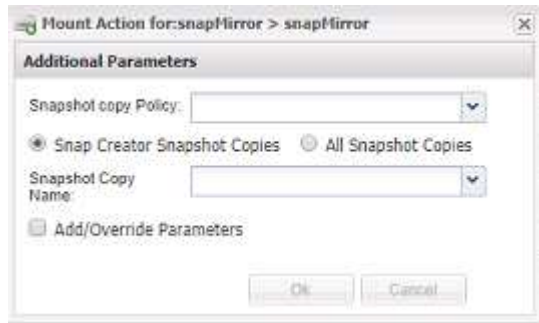 Mount Action for:snapMirror > snapMirror
Additional Parameters
Snapshot copy Policy:
Snap Creator Snapshot Copies All Snapshot Copies
Snapshot Copy
Name:
Add/Override Parameters
Ok Cancel